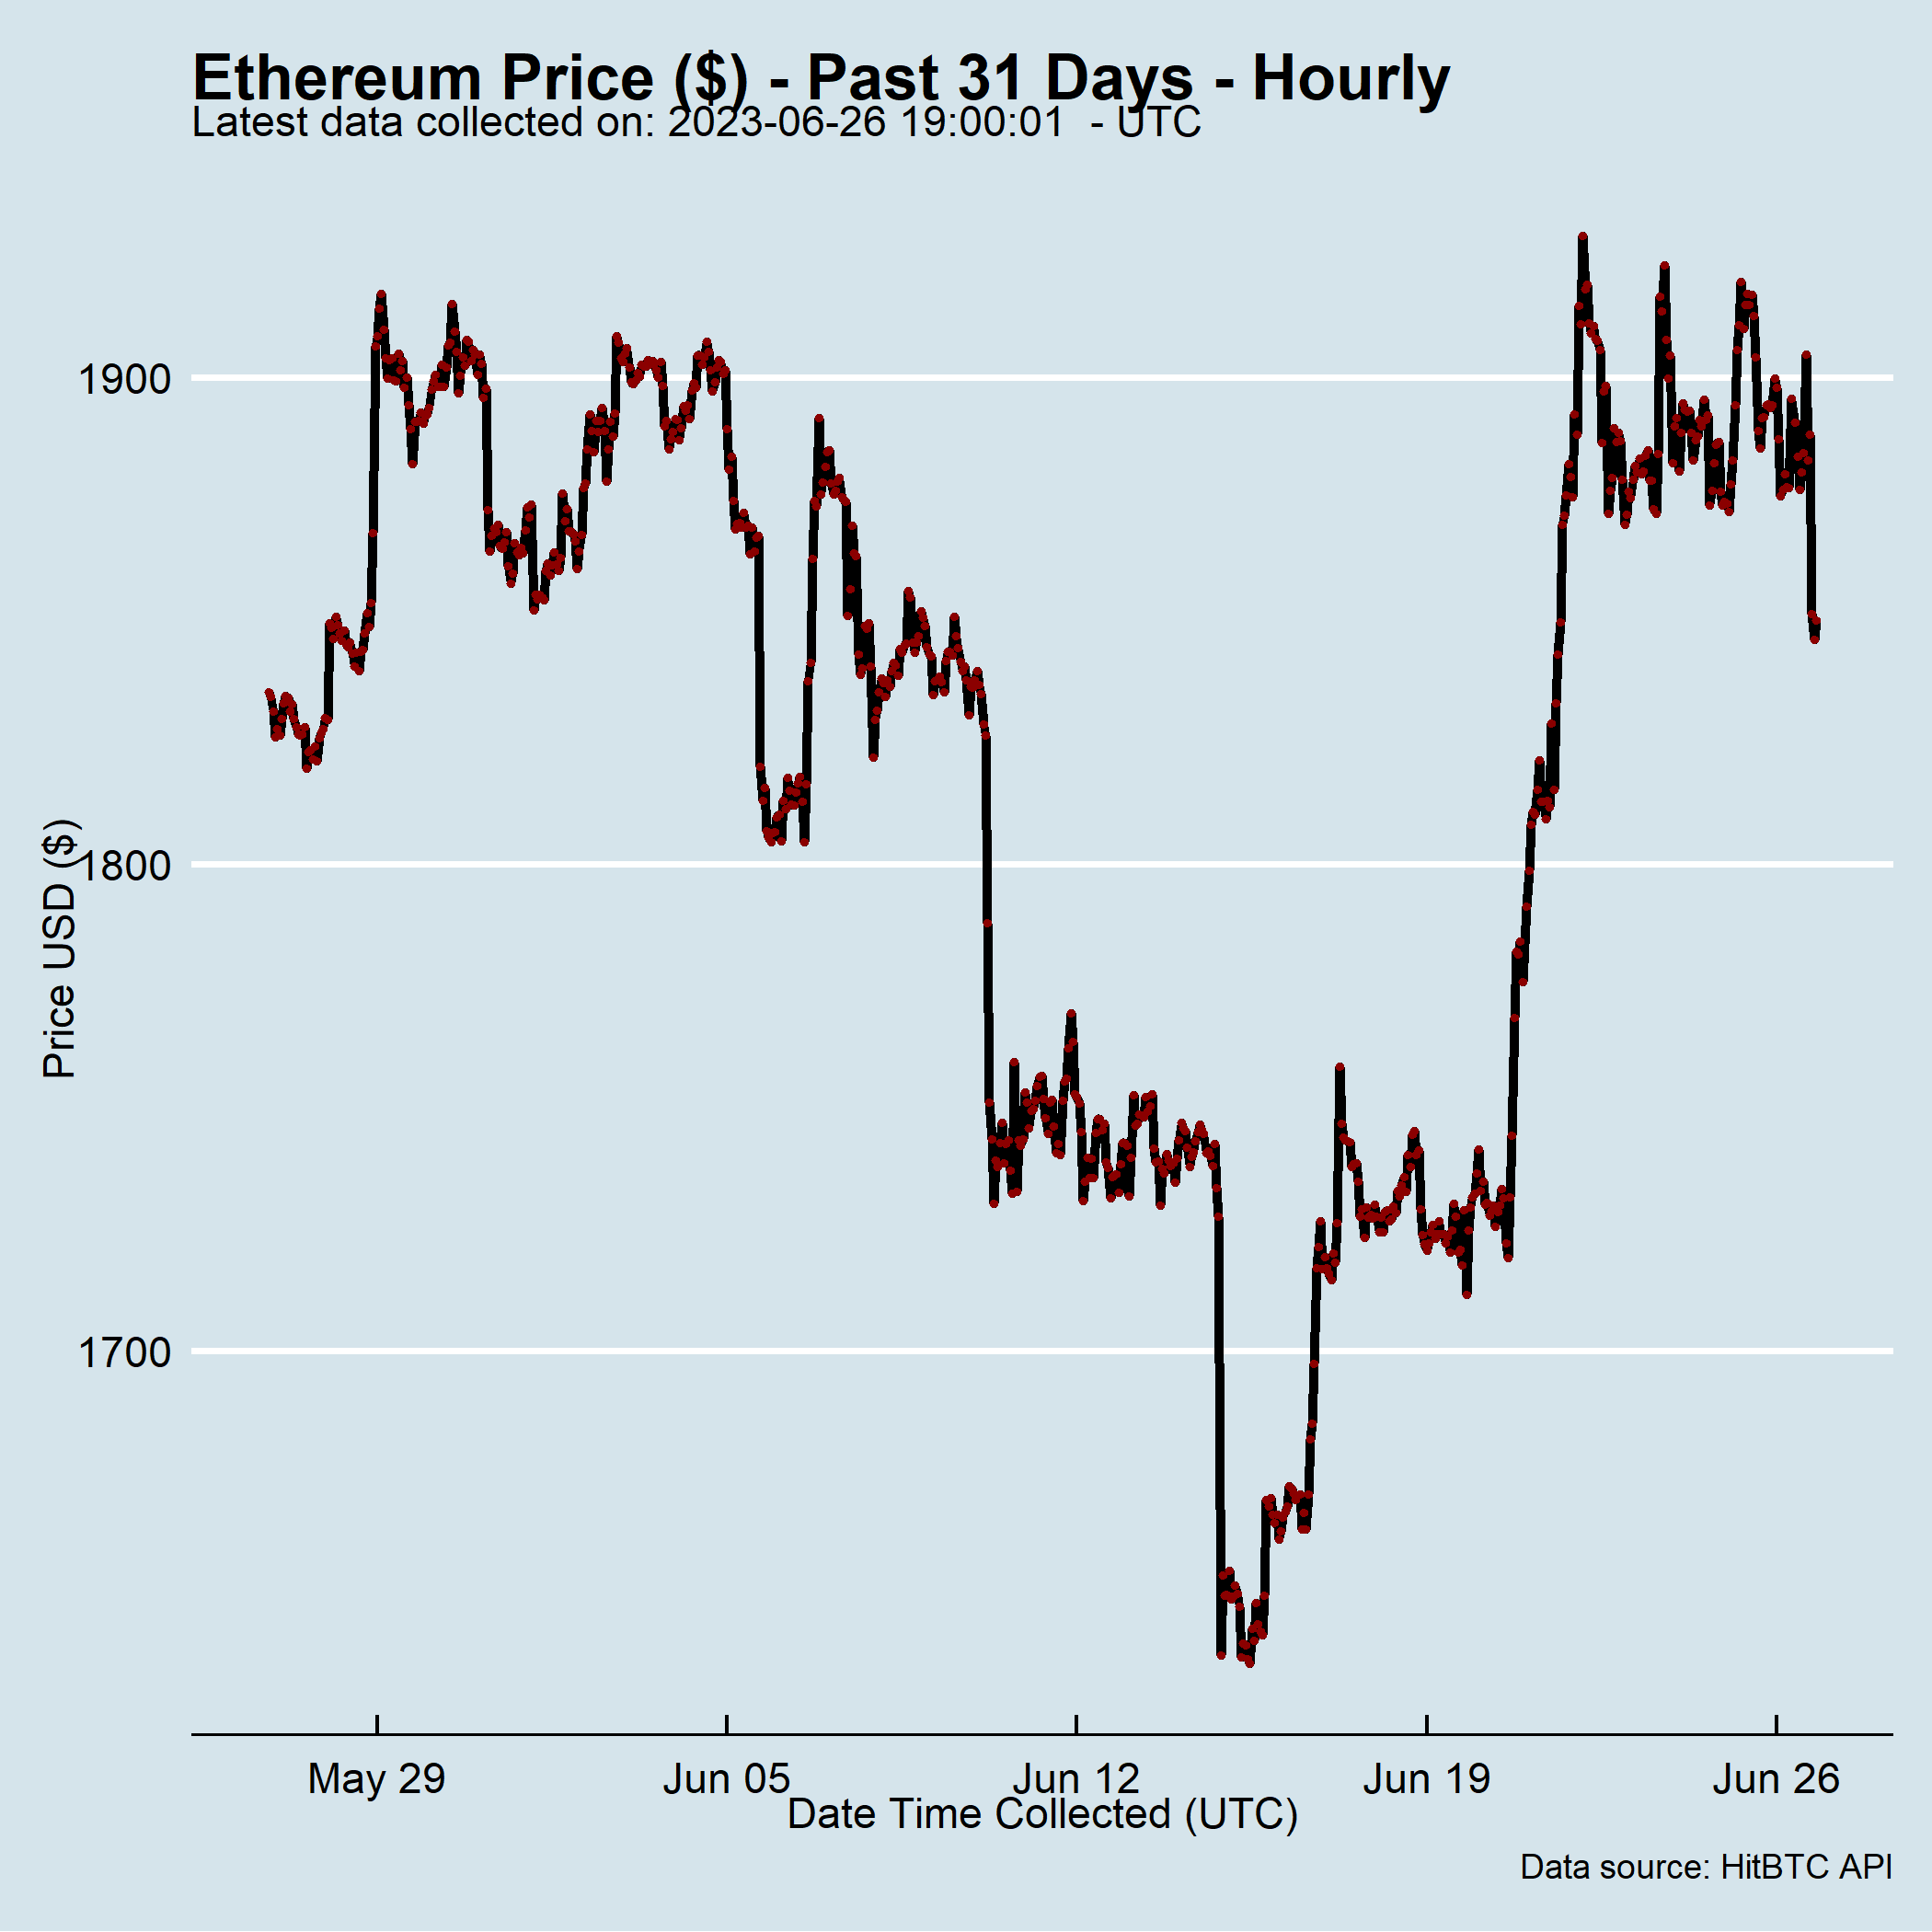 Ethereum Price ($) - Past 31 Days - Hourly
Latest data collected on: 2023-06-26 19:00:01  - UTC
1900
1800
1700
Price USD ($)
May 29
Jun 05
Jun 12
Jun 19
Jun 26
Date Time Collected (UTC)
Data source: HitBTC API